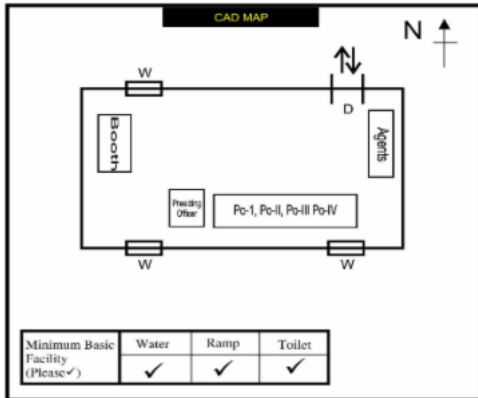 CAD MAP
N
W
D
Booth
Agents
Presiding
Officer
Po-1, Po-II, Po-III Po-IV
W
W
Minimum Basic Facility (Please✓)
Water
Ramp
Toilet
✓
✓
✓